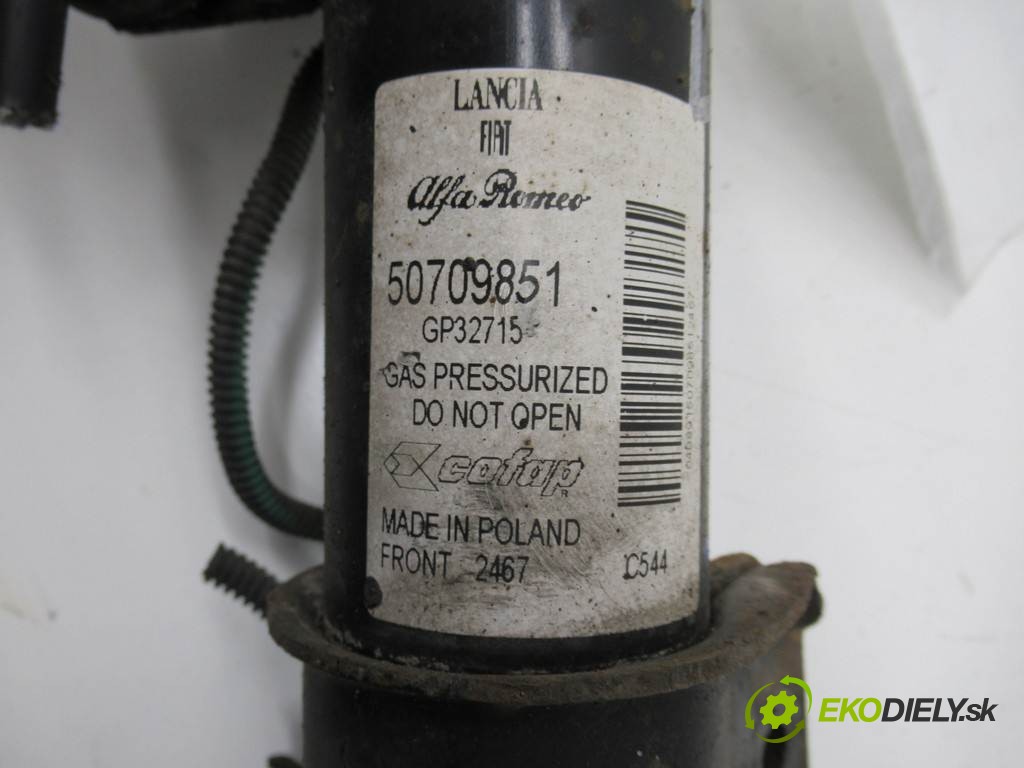 LANCIA
FIAT
Alfa Romeo
50709851
GP32715
GAS PRESSURIZED
DO NOT OPEN
cofap
R
MADE IN POLAND
FRONT 2467
C544
EKODIELY.sk